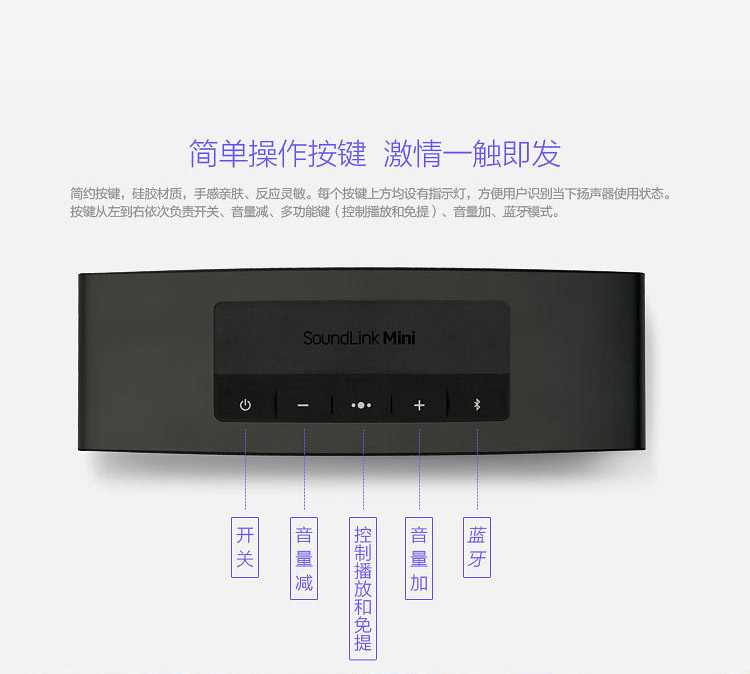 简单操作按键 激情一触即发
简约按键，硅胶材质，手感亲肤、反应灵敏。每个按键上方均设有指示灯，方便用户识别当下扬声器使用状态。
按键从左到右依次负责开关、音量减、多功能键（控制播放和免提）、音量加、蓝牙模式。
SoundLink Mini
开关
音量减
控制播放和免提
音量加
蓝牙